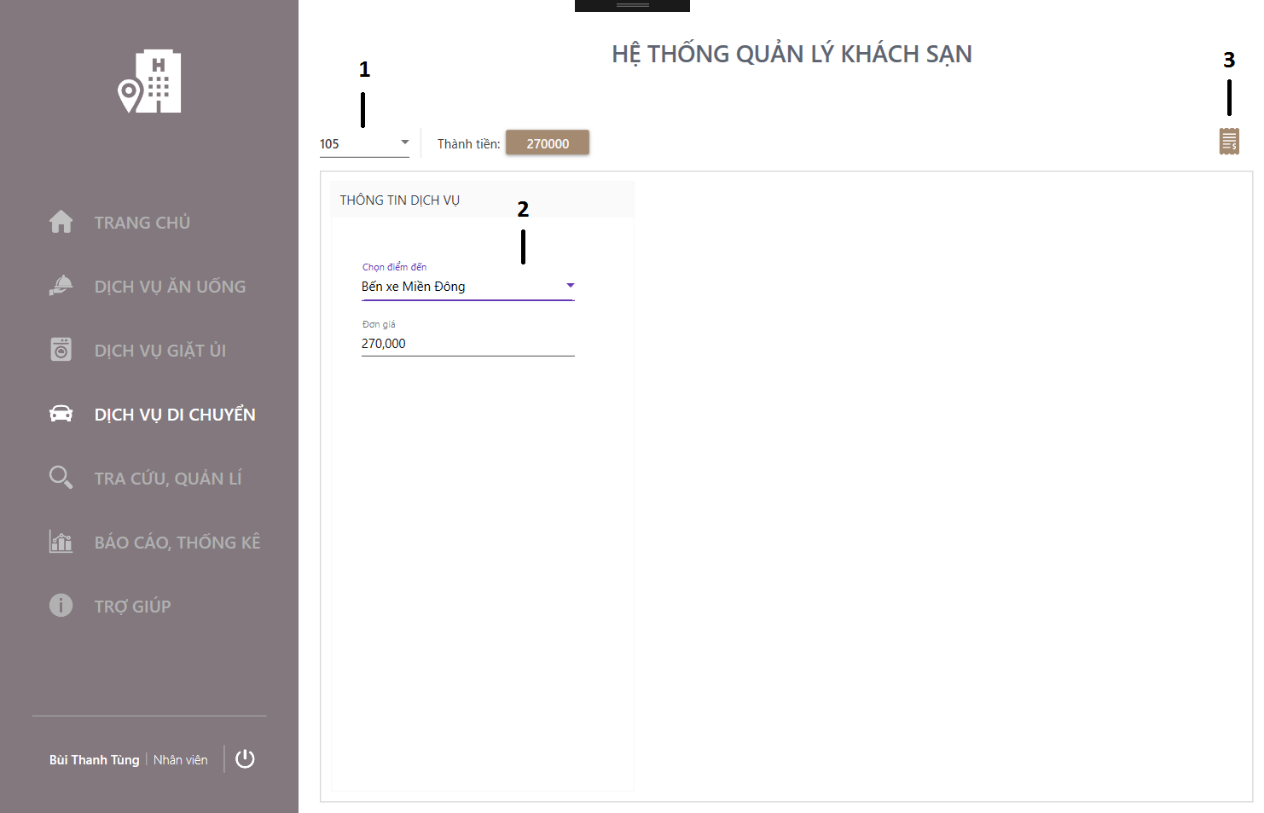 H
HỆ THỐNG QUẢN LÝ KHÁCH SẠN
1
3
105
Thành tiền: 270000
THÔNG TIN DỊCH VỤ
2
Chọn điểm đến
Bến xe Miền Đông
Đơn giá
270,000
TRANG CHỦ
DỊCH VỤ ĂN UỐNG
DỊCH VỤ GIẶT ỦI
DỊCH VỤ DI CHUYỂN
TRA CỨU, QUẢN LÍ
BÁO CÁO, THỐNG KÊ
TRỢ GIÚP
Bùi Thanh Tùng | Nhân viên